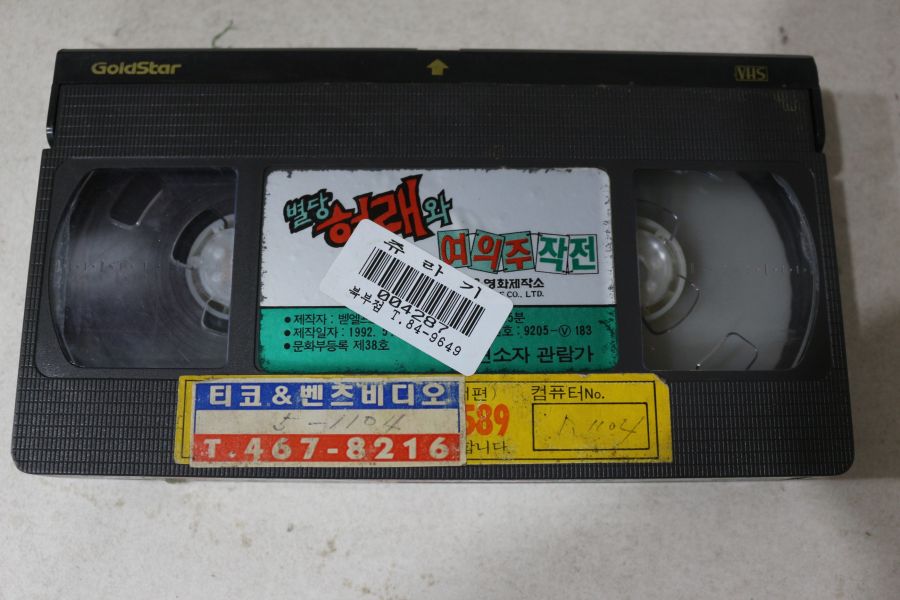 GoldStar
VHS
별당 허래와
여의주 작전
쥬라기
004287
북부점 T.84-9649
영화제작소
CO., LTD.
• 제작자: 벧엘
• 제작일자: 1992.
• 문화부등록 제38호
분
호: 9205-Ⓥ 183
연소자 관람가
티코&벤츠비디오
5-1104
T.467-8216
편)
589
합니다
컴퓨터No.
1104